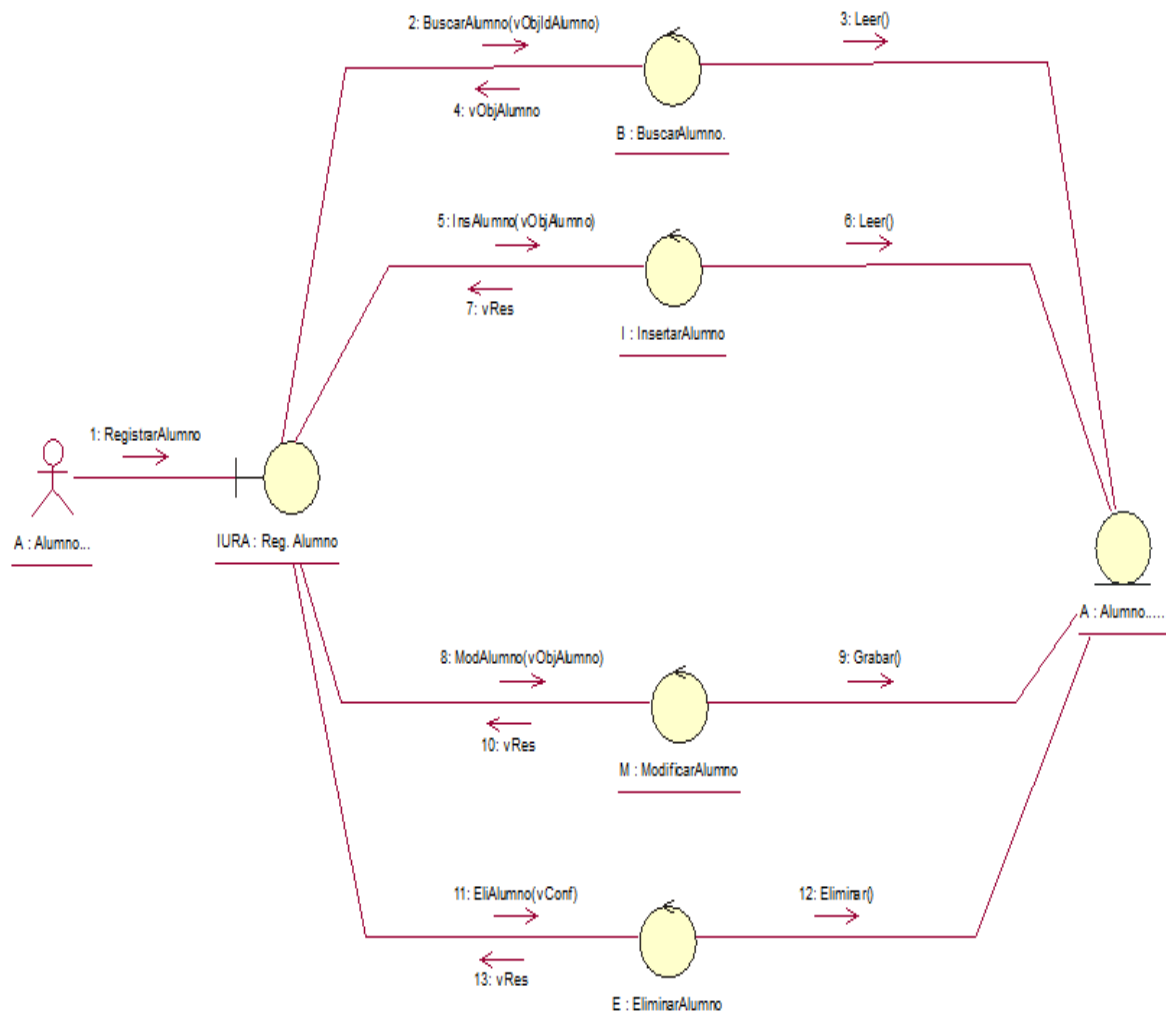 2: BuscarAlumno(vObjIdAlumno)
3: Leer()
4: vObjAlumno
B : BuscarAlumno.
5: InsAlumno(vObjAlumno)
6: Leer()
7: vRes
I : InsertarAlumno
1: RegistrarAlumno
A : Alumno...
IURA : Reg. Alumno
A : Alumno.....
8: ModAlumno(vObjAlumno)
9: Grabar()
10: vRes
M : ModificarAlumno
11: EliAlumno(vConf)
12: Eliminar()
13: vRes
E : EliminarAlumno